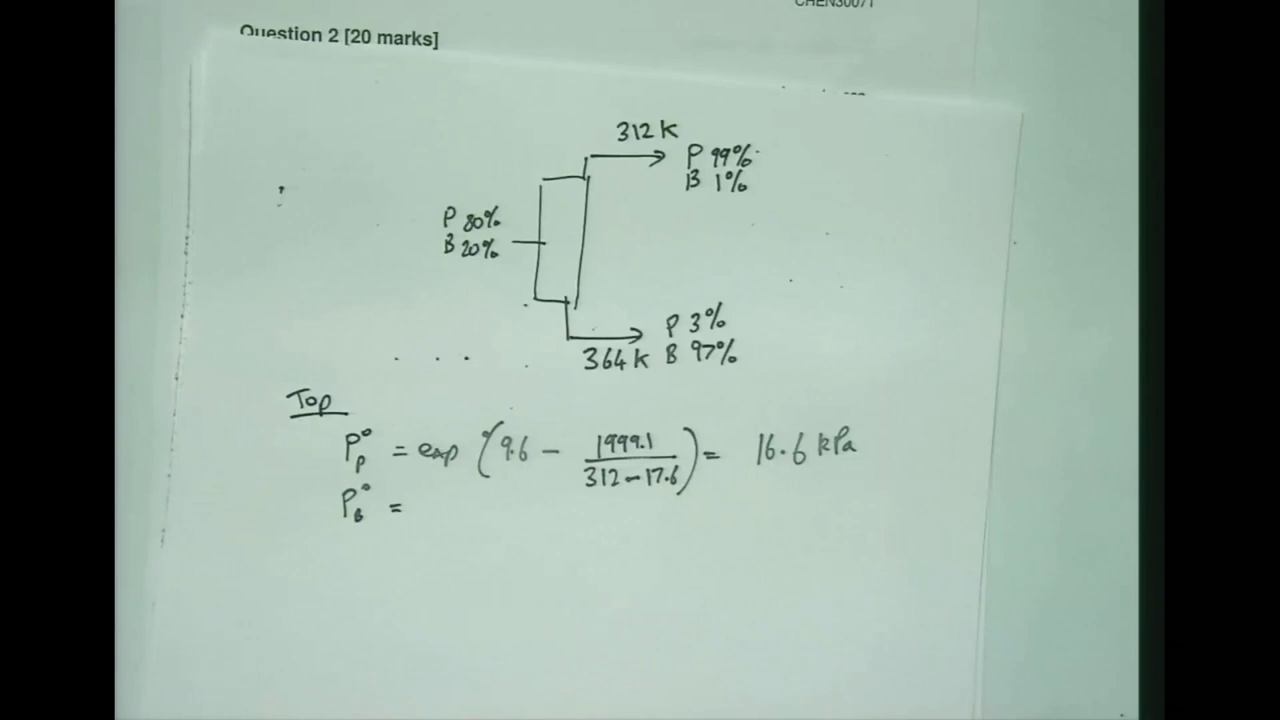 CHEN30071
Question 2 [20 marks]
312 K
P 99%
B 1%
P 80%
B 20%
P 3%
364 K B 97%
Top
P°p = exp (9.6 − 1999.1 / 312 − 17.6) = 16.6 kPa
P°B =